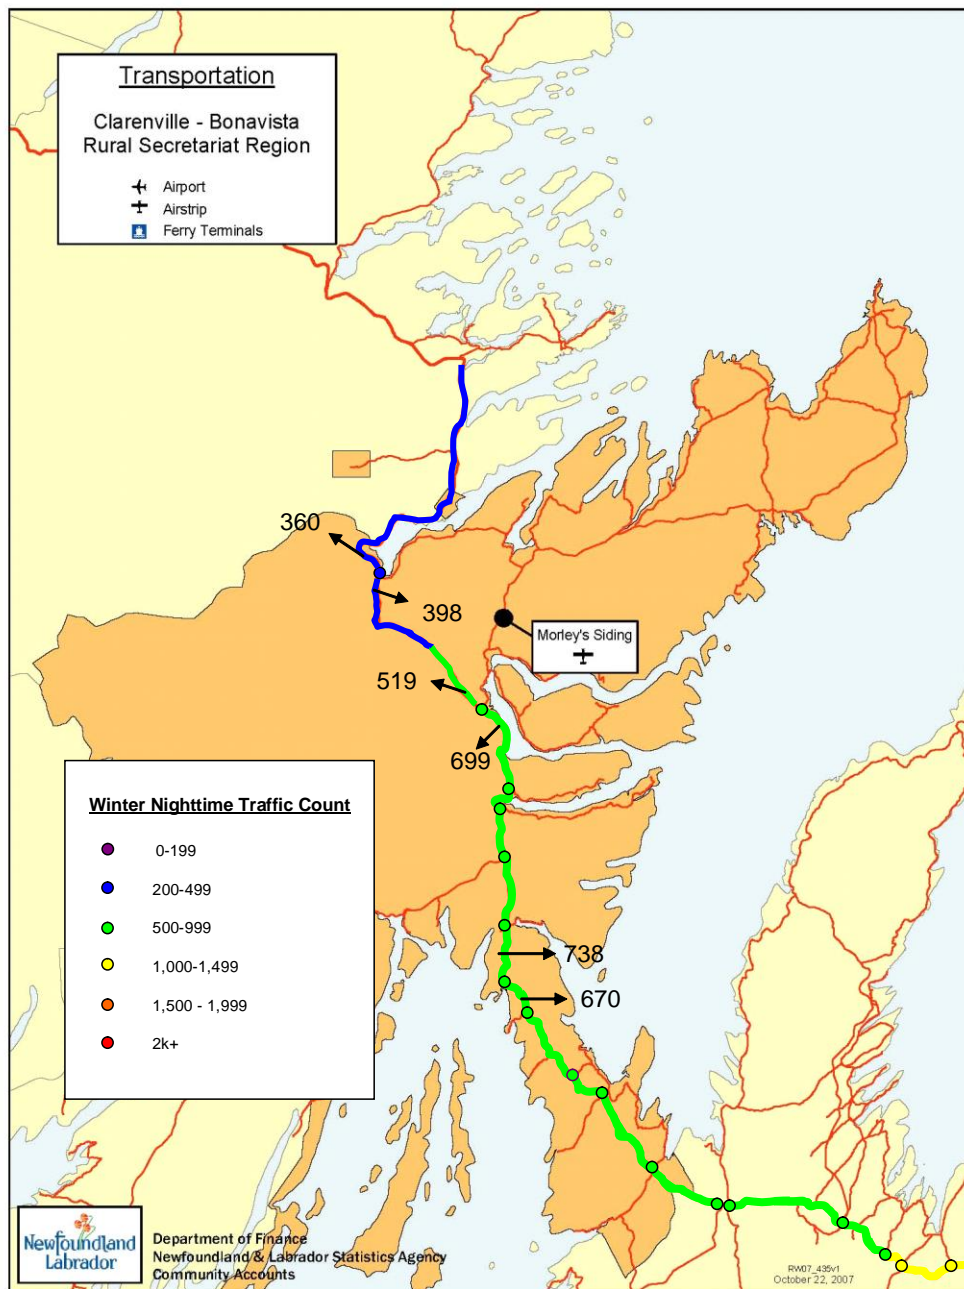 Transportation
Clarenville - Bonavista
Rural Secretariat Region
Airport
Airstrip
Ferry Terminals
360
398
Morley's Siding
519
699
Winter Nighttime Traffic Count
0-199
200-499
500-999
1,000-1,499
1,500 - 1,999
2k+
738
670
Newfoundland
Labrador
Department of Finance
Newfoundland & Labrador Statistics Agency
Community Accounts
RW07_435v1
October 22, 2007